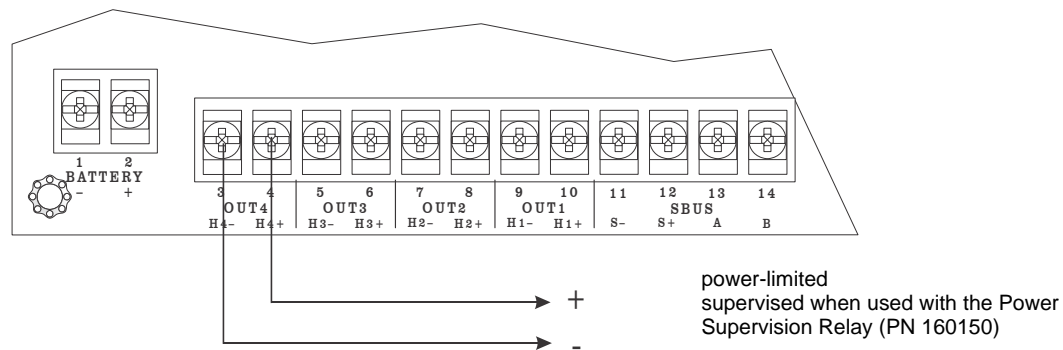 1 2
BATTERY
- +
3 4 5 6 7 8 9 10 11 12 13 14
OUT4 OUT3 OUT2 OUT1 SBUS
H4- H4+ H3- H3+ H2- H2+ H1- H1+ S- S+ A B
+
-
power-limited
supervised when used with the Power
Supervision Relay (PN 160150)